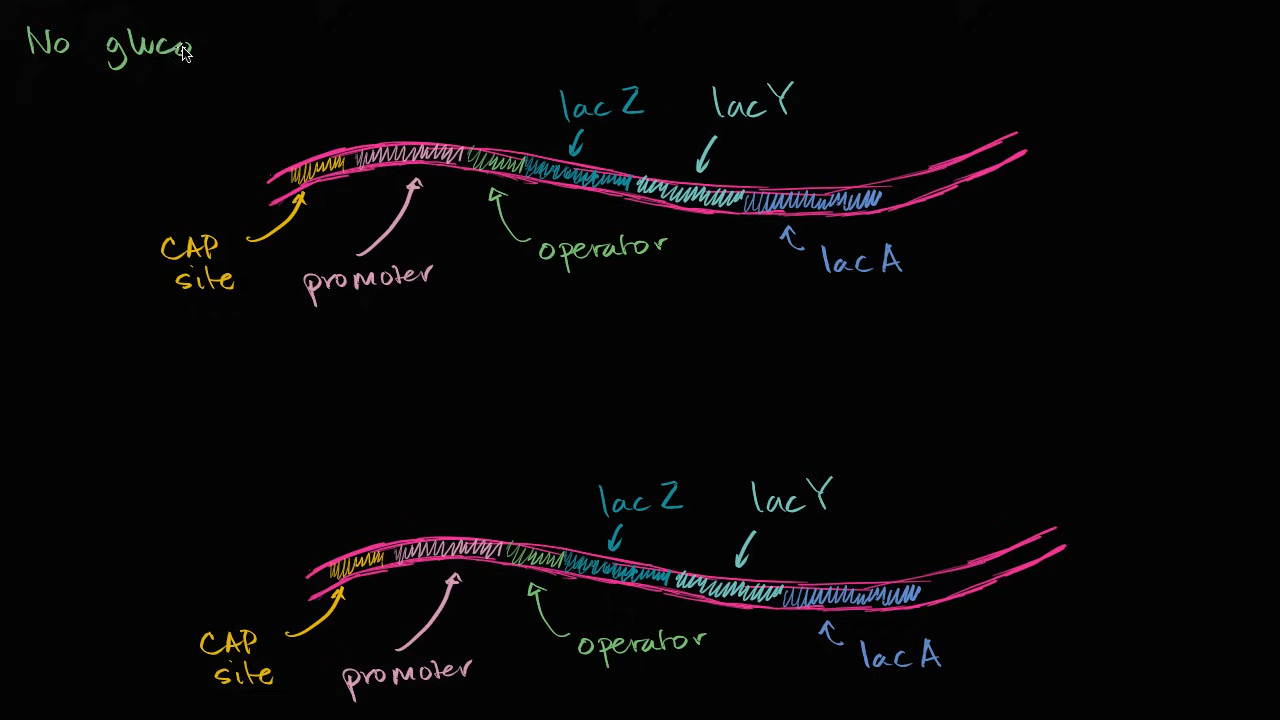 No gluco
lac Z
lac Y
CAP
site
promoter
operator
lac A
lac Z
lac Y
CAP
site
promoter
operator
lac A